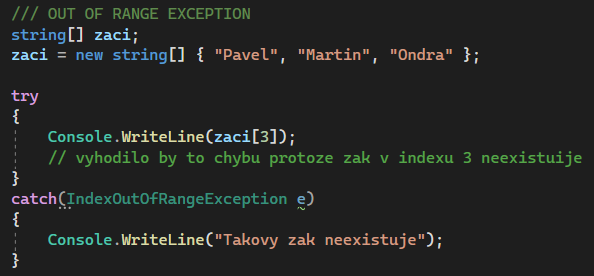 /// OUT OF RANGE EXCEPTION
string[] zaci;
zaci = new string[] { "Pavel", "Martin", "Ondra" };
try
{
Console.WriteLine(zaci[3]);
// vyhodilo by to chybu protoze zak v indexu 3 neexistuije
}
catch(IndexOutOfRangeException e)
{
Console.WriteLine("Takovy zak neexistuje");
}